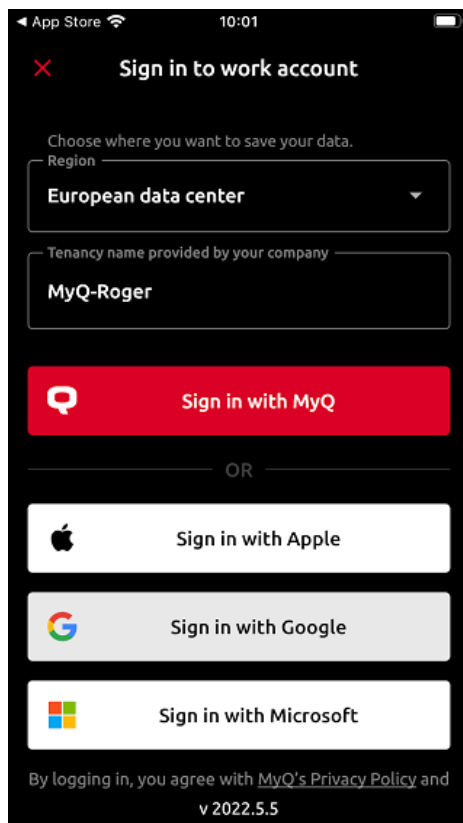 ◄ App Store 10:01
Sign in to work account
Choose where you want to save your data.
Region
European data center
Tenancy name provided by your company
MyQ-Roger
Sign in with MyQ
OR
Sign in with Apple
Sign in with Google
Sign in with Microsoft
By logging in, you agree with MyQ's Privacy Policy and
v 2022.5.5